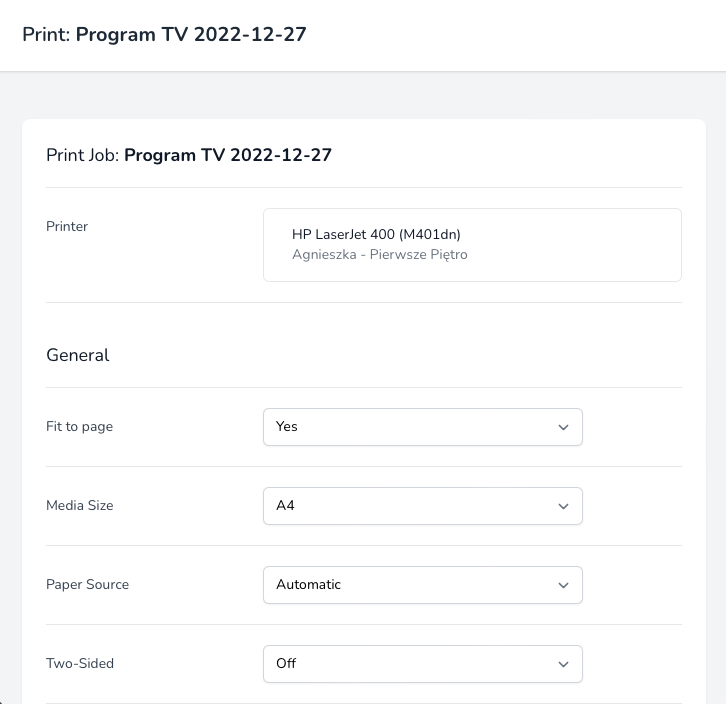 Print: Program TV 2022-12-27
Print Job: Program TV 2022-12-27
Printer
HP LaserJet 400 (M401dn)
Agnieszka - Pierwsze Piętro
General
Fit to page
Yes
Media Size
A4
Paper Source
Automatic
Two-Sided
Off